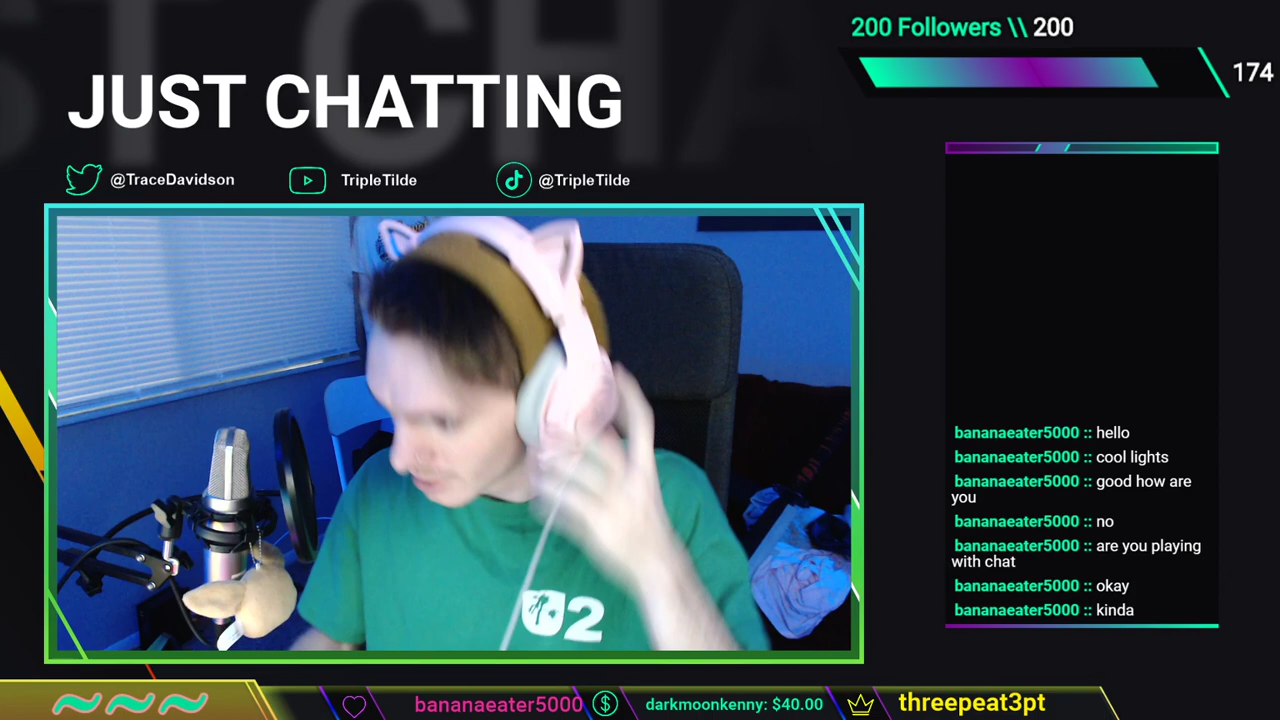 200 Followers \\ 200
174
JUST CHATTING
@TraceDavidson
TripleTilde
@TripleTilde
bananaeater5000 :: hello
bananaeater5000 :: cool lights
bananaeater5000 :: good how are
you
bananaeater5000 :: no
bananaeater5000 :: are you playing
with chat
bananaeater5000 :: okay
bananaeater5000 :: kinda
02
bananaeater5000
darkmoonkenny: $40.00
threepeat3pt